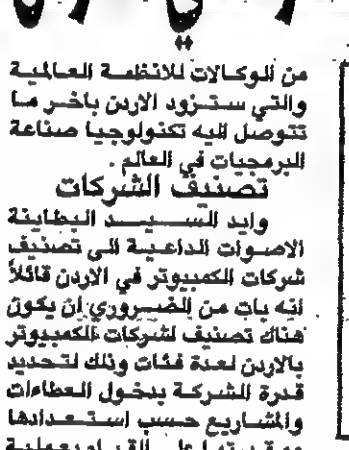 من الوكالات للانظمة العالمية
والتي ستزود الاردن باخر ما
تتوصل اليه تكنولوجيا صناعة
البرمجيات في العالم .
تصنيف الشركات
وايد السيد البطاينة
الاصوات الداعية الى تصنيف
شركات الكمبيوتر في الاردن قائلاً
انه بات من الضروري ان يكون
هناك تصنيف لشركات الكمبيوتر
بالاردن لعدة فئات وذلك لتحديد
قدرة الشركة بدخول العطاءات
والمشاريع حسب استعدادها